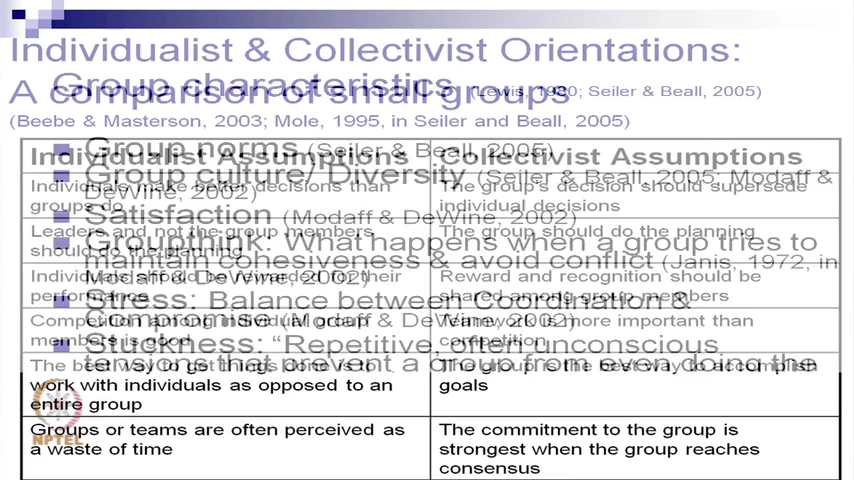 Individualist & Collectivist Orientations:
A comparison of small groups
Group characteristics (Lewis, 1980; Seiler & Beall, 2005)
(Beebe & Masterson, 2003; Mole, 1995, in Seiler and Beall, 2005)
Individualist Assumptions
Collectivist Assumptions
Individuals make better decisions than
groups do
The group's decision should supersede
individual decisions
Leaders and not the group members
should do the planning
The group should do the planning
Individuals should be rewarded for their
performance
Reward and recognition should be
shared among group members
Competition among individual group
members is good
Teamwork is more important than
competition
The best way to get things done is to
work with individuals as opposed to an
entire group
The group is the best way to accomplish
goals
Groups or teams are often perceived as
a waste of time
The commitment to the group is
strongest when the group reaches
consensus
Group norms (Seiler & Beall, 2005)
Group culture/ Diversity (Seiler & Beall, 2005; Modaff &
DeWine, 2002)
Satisfaction (Modaff & DeWine, 2002)
Groupthink: What happens when a group tries to
maintain cohesiveness & avoid conflict (Janis, 1972, in
Modaff & DeWine, 2002)
Stress: Balance between Coordination &
Compromise (Modaff & DeWine, 2002)
Stuckness: “Repetitive, often unconscious
that prevent a group from even doing the
NPTEL